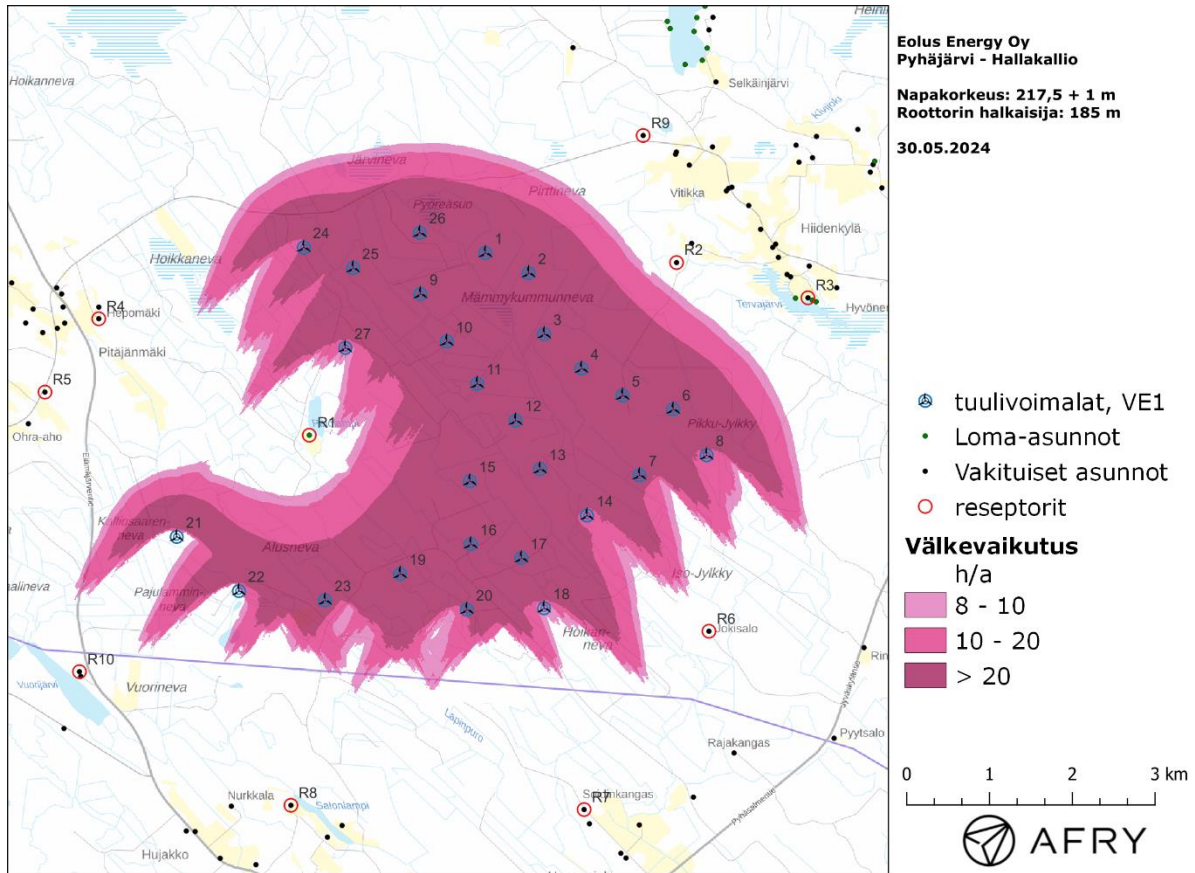 Eolus Energy Oy
Pyhäjärvi - Hallakallio
Napakorkeus: 217,5 + 1 m
Roottorin halkaisija: 185 m
30.05.2024
tuulivoimalat, VE1
Loma-asunnot
Vakituiset asunnot
reseptorit
Välkevaikutus
h/a
8 - 10
10 - 20
> 20
0 1 2 3 km
AFRY
Hoikanneva
Selkäinjärvi
Kivijoki
R9
Järvineva
Pirttineva
Vitikka
Pyöreäsuo
26
24
1
Hiidenkylä
25
2
R2
Hoikkaneva
9
Mämmykummunneva
R3
Tervajärvi
R4
Repomäki
3
10
27
Pitäjänmäki
4
11
5
6
R5
12
Pikku-Jylkky
R1
Ohra-aho
8
13
7
15
14
21
Alusneva
16
17
19
Iso-Jylkky
22
23
20
18
R6
Jokisalo
R10
Vuorijärvi
Vuorineva
Lapinpuro
Pyytsalo
Rajakangas
R8
Nurkkala
R7
Hujakko